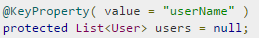 @KeyProperty( value = "userName" )
protected List<User> users = null;